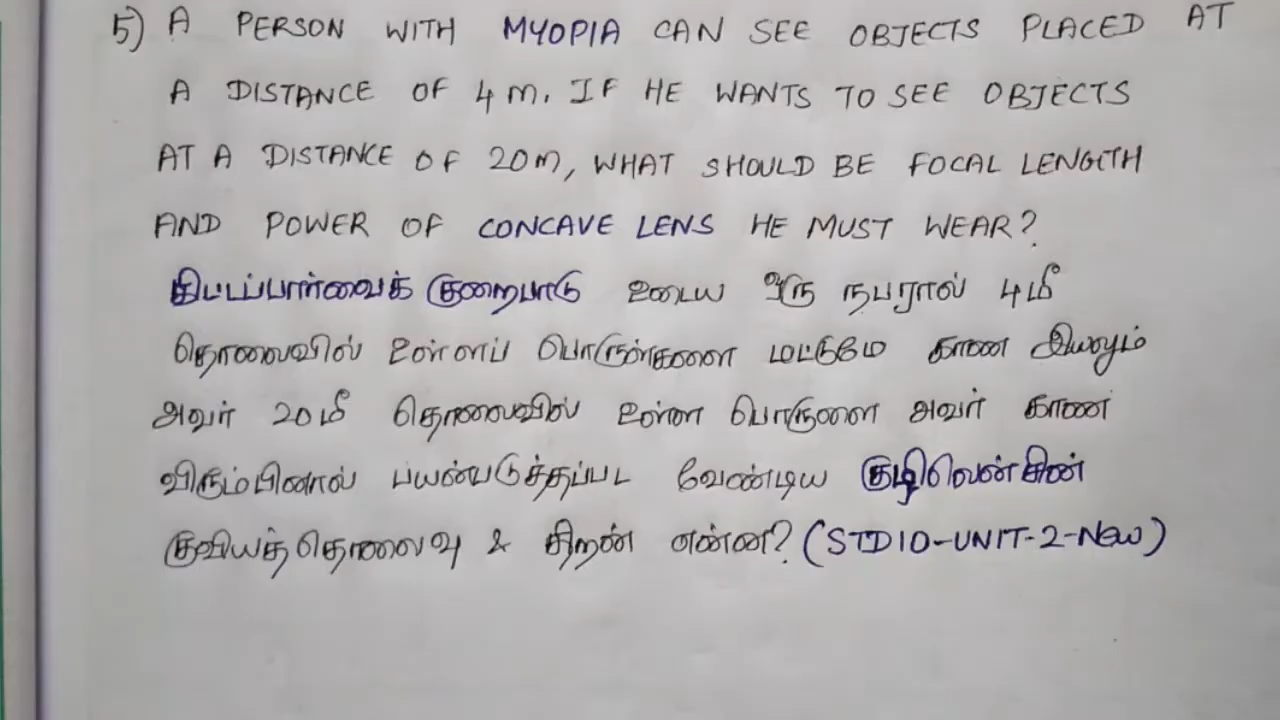 5) A PERSON WITH MYOPIA CAN SEE OBJECTS PLACED AT
A DISTANCE OF 4m. IF HE WANTS TO SEE OBJECTS
AT A DISTANCE OF 20m, WHAT SHOULD BE FOCAL LENGTH
AND POWER OF CONCAVE LENS HE MUST WEAR?
கிட்டப்பார்வைக் குறைபாடு உடைய ஒரு நபரால் 4மீ
தொலைவில் உள்ளப் பொருள்களை மட்டுமே காண இயலும்
அவர் 20மீ தொலைவில் உள்ள பொருளை அவர் காண
விரும்பினால் பயன்படுத்தப்பட வேண்டிய குழிலென்சின்
குவியத்தொலைவு & திறன் என்ன? (STD10-UNIT-2-New)